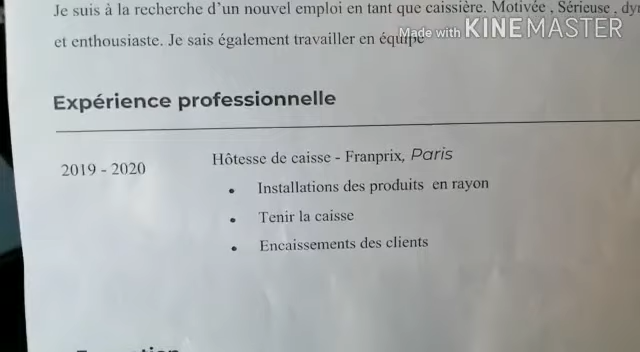 Je suis à la recherche d'un nouvel emploi en tant que caissière. Motivée , Sérieuse ,
et enthousiaste. Je sais également travailler en équipe
Made with KINEMASTER
Expérience professionnelle
2019 - 2020
Hôtesse de caisse - Franprix, Paris
• Installations des produits en rayon
• Tenir la caisse
• Encaissements des clients